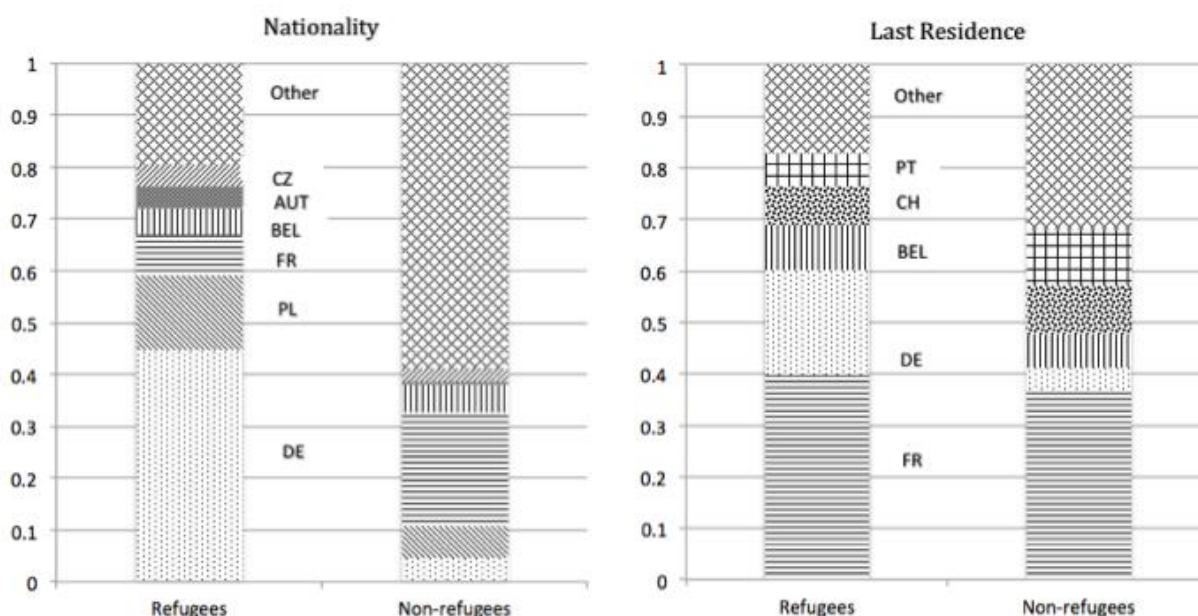 Nationality
1
0.9
0.8
0.7
0.6
0.5
0.4
0.3
0.2
0.1
0
Other
CZ
AUT
BEL
FR
PL
DE
Refugees Non-refugees
Last Residence
1
0.9
0.8
0.7
0.6
0.5
0.4
0.3
0.2
0.1
0
Other
PT
CH
BEL
DE
FR
Refugees Non-refugees